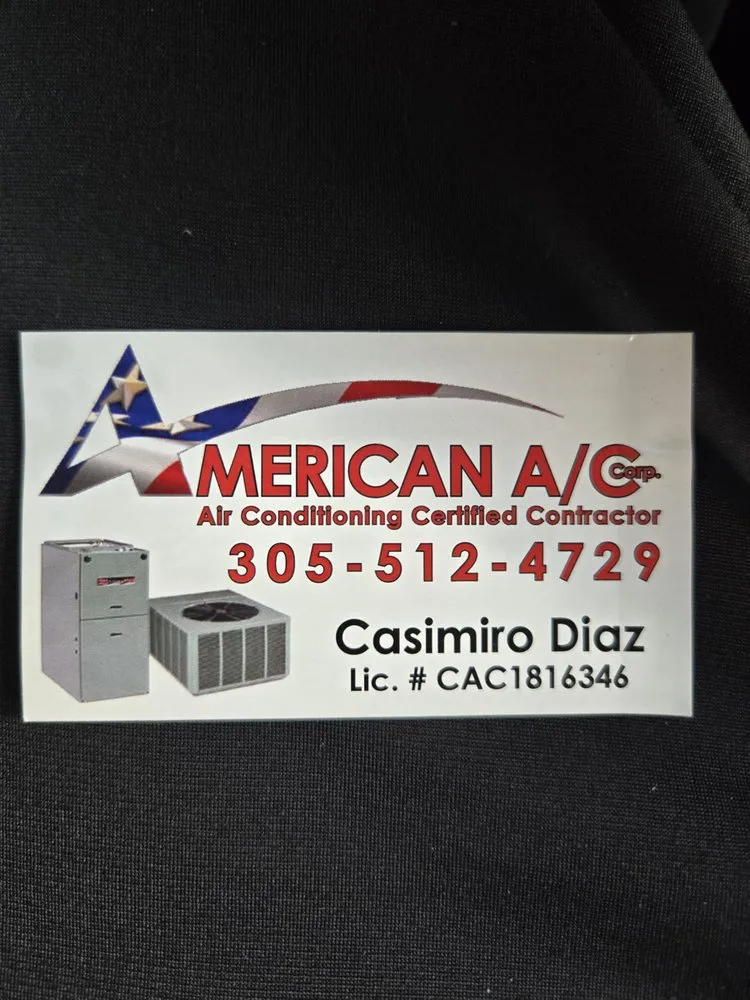 AMERICAN A/C Corp.
Air Conditioning Certified Contractor
305-512-4729
Casimiro Diaz
Lic. # CAC1816346